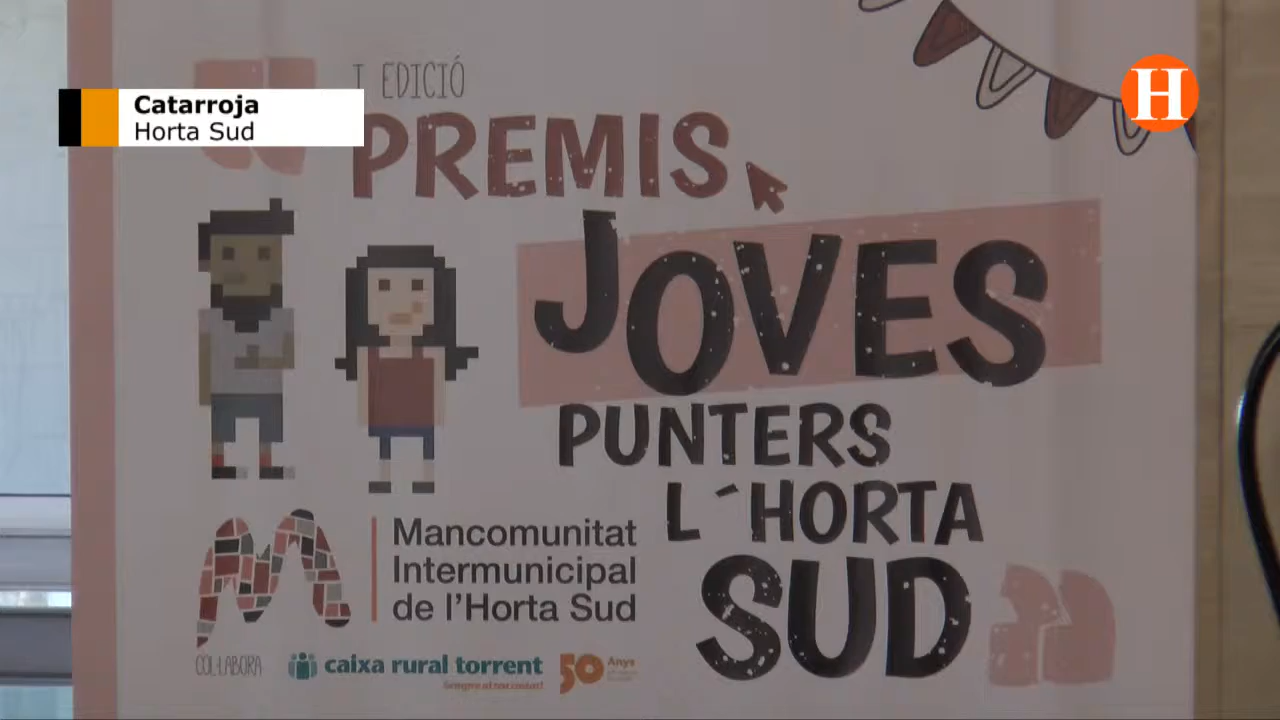 Catarroja
Horta Sud
H
I EDICIÓ
PREMIS
JOVES
PUNTERS
L´HORTA
SUD
Mancomunitat
Intermunicipal
de l'Horta Sud
COL·LABORA
caixa rural torrent
50 Anys